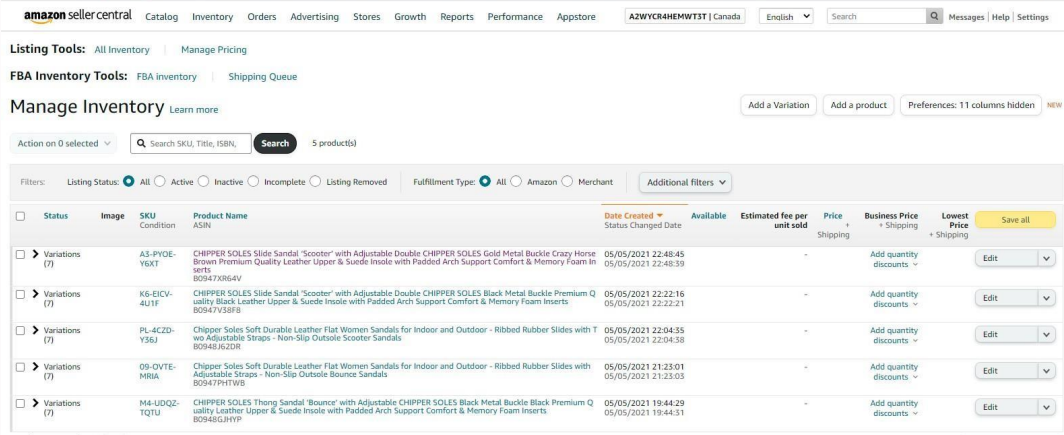 amazon seller central Catalog Inventory Orders Advertising Stores Growth Reports Performance Appstore A2WYCR4HEMWT3T | Canada English Search Messages | Help | Settings
Listing Tools: All Inventory | Manage Pricing
FBA Inventory Tools: FBA inventory | Shipping Queue
Manage Inventory Learn more Add a Variation Add a product Preferences: 11 columns hidden NEW
Action on 0 selected Search SKU, Title, ISBN, Search 5 product(s)
Filters: Listing Status: All Active Inactive Incomplete Listing Removed Fulfillment Type: All Amazon Merchant Additional filters
Status Image SKU Product Name Date Created Available Estimated fee per Price Business Price Lowest Save all
Condition ASIN Status Changed Date unit sold + + Shipping Price
Shipping + Shipping
Variations A3-PYOE- CHIPPER SOLES Slide Sandal 'Scooter' with Adjustable Double CHIPPER SOLES Gold Metal Buckle Crazy Horse 05/05/2021 22:48:45 - Add quantity Edit
(7) Y6XT Brown Premium Quality Leather Upper & Suede Insole with Padded Arch Support Comfort & Memory Foam In 05/05/2021 22:48:39 discounts
serts
B0947XR64V
Variations K6-EICV- CHIPPER SOLES Slide Sandal 'Scooter' with Adjustable Double CHIPPER SOLES Black Metal Buckle Premium Q 05/05/2021 22:22:16 - Add quantity Edit
(7) 4U1F uality Black Leather Upper & Suede Insole with Padded Arch Support Comfort & Memory Foam Inserts 05/05/2021 22:22:21 discounts
B0947V38F8
Variations PL-4CZD- Chipper Soles Soft Durable Leather Flat Women Sandals for Indoor and Outdoor - Ribbed Rubber Slides with T 05/05/2021 22:04:35 - Add quantity Edit
(7) Y36J wo Adjustable Straps - Non-Slip Outsole Scooter Sandals 05/05/2021 22:04:38 discounts
B0948J62DR
Variations 09-OVTE- Chipper Soles Soft Durable Leather Flat Women Sandals for Indoor and Outdoor - Ribbed Rubber Slides with 05/05/2021 21:23:01 - Add quantity Edit
(7) MRIA Adjustable Straps - Non-Slip Outsole Bounce Sandals 05/05/2021 21:23:03 discounts
B0947PHTWB
Variations M4-UDQZ- CHIPPER SOLES Thong Sandal 'Bounce' with Adjustable CHIPPER SOLES Black Metal Buckle Black Premium Q 05/05/2021 19:44:29 - Add quantity Edit
(7) TQTU uality Leather Upper & Suede Insole with Padded Arch Support Comfort & Memory Foam Inserts 05/05/2021 19:44:31 discounts
B0948GJHYP